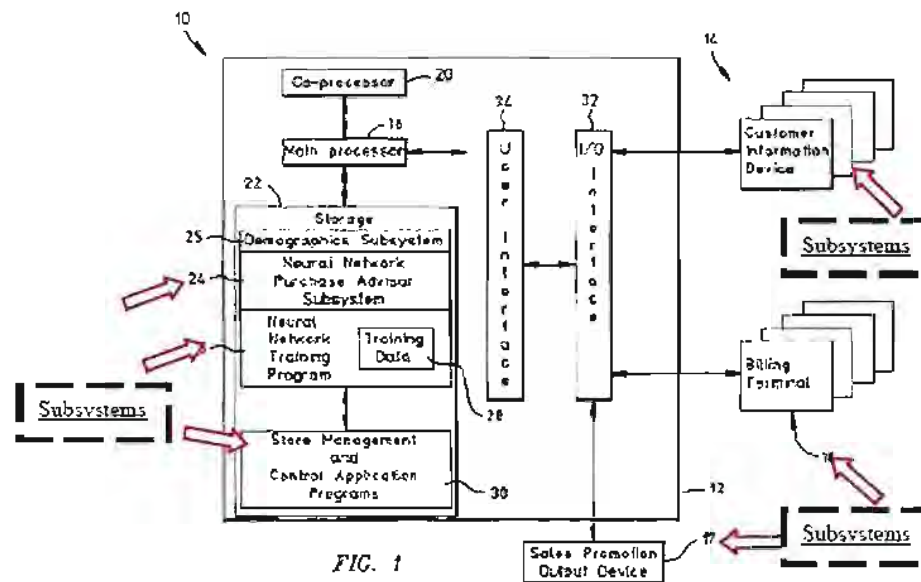 10
Co-processor
20
Main processor
22
Storage
25
Demographics Subsystem
24
Neural Network
Purchase Advisor
Subsystem
Neural
Network
Training
Program
Training
Data
28
Store Management
and
Control Application
Programs
30
34
User Interface
32
I/O
Interface
12
14
Customer
Information
Device
Subsystems
Billing
Terminal
Subsystems
Subsystems
17
Sales Promotion
Output Device
FIG. 1